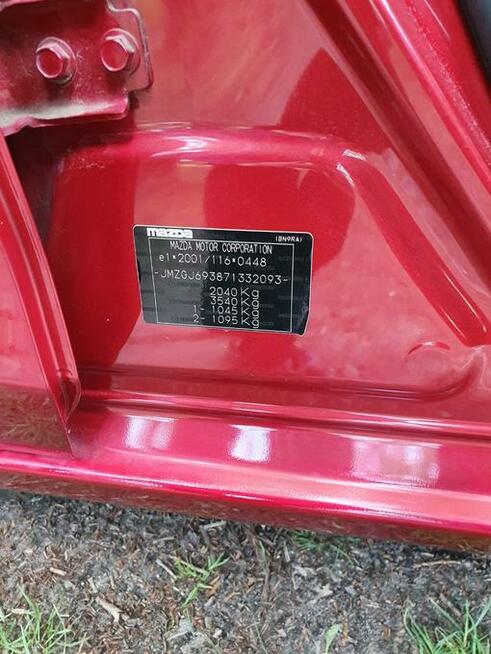 mazda (BN9RA)
MAZDA MOTOR CORPORATION
e1*2001/116*0448
-JMZGJ693871332093-
2040 Kg
3540 Kg
1- 1045 Kg
2- 1095 Kg